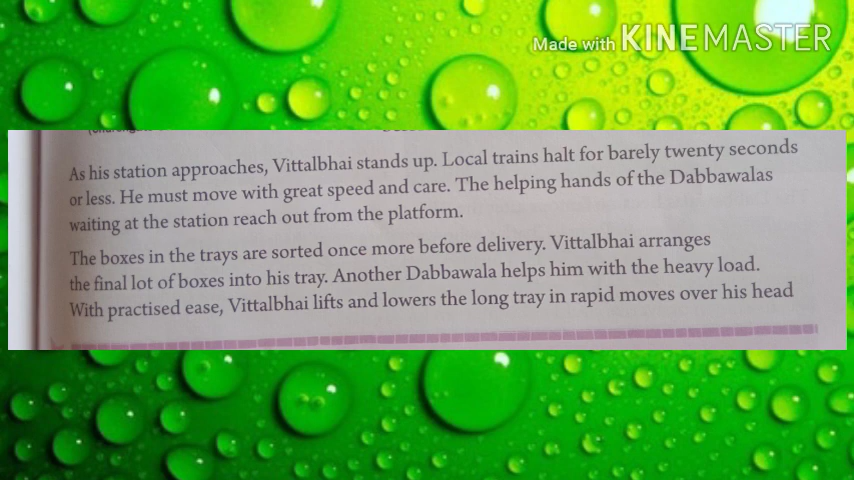 Made with KINEMASTER
As his station approaches, Vittalbhai stands up. Local trains halt for barely twenty seconds
or less. He must move with great speed and care. The helping hands of the Dabbawalas
waiting at the station reach out from the platform.
The boxes in the trays are sorted once more before delivery. Vittalbhai arranges
the final lot of boxes into his tray. Another Dabbawala helps him with the heavy load.
With practised ease, Vittalbhai lifts and lowers the long tray in rapid moves over his head